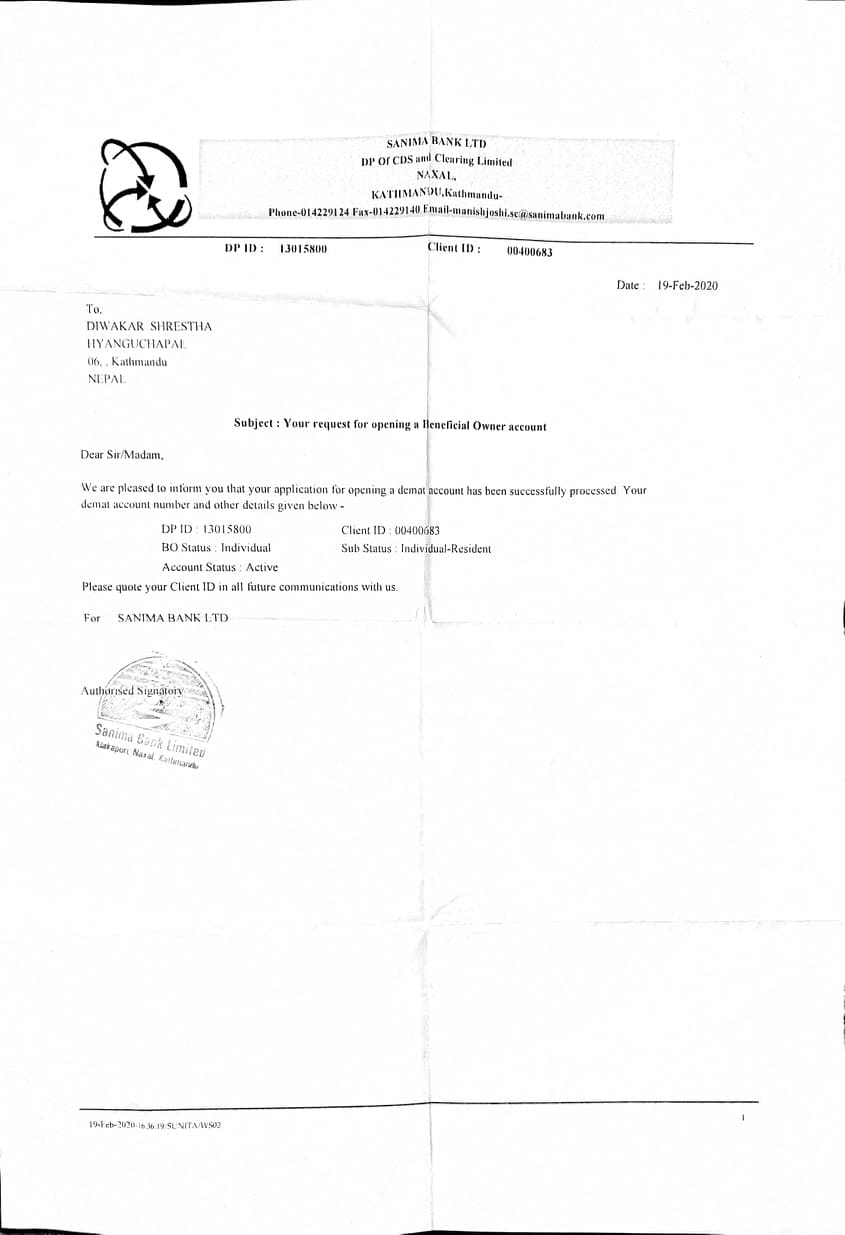 SANIMA BANK LTD
DP Of CDS and Clearing Limited
NAXAL,
KATHMANDU,Kathmandu-
Phone-014229124 Fax-014229140 Email-manishjoshi.sc@sanimabank.com
DP ID : 13015800 Client ID : 00400683
Date : 19-Feb-2020
To,
DIWAKAR SHRESTHA
HYANGUCHAPAL
06, , Kathmandu
NEPAL
Subject : Your request for opening a Beneficial Owner account
Dear Sir/Madam,
We are pleased to inform you that your application for opening a demat account has been successfully processed. Your
demat account number and other details given below -
DP ID : 13015800 Client ID : 00400683
BO Status : Individual Sub Status : Individual-Resident
Account Status : Active
Please quote your Client ID in all future communications with us.
For SANIMA BANK LTD
Authorised Signatory
Sanima Bank Limited
Naxal, Kathmandu
19-Feb-2020-16:36:19/SUNITA/WS02
1